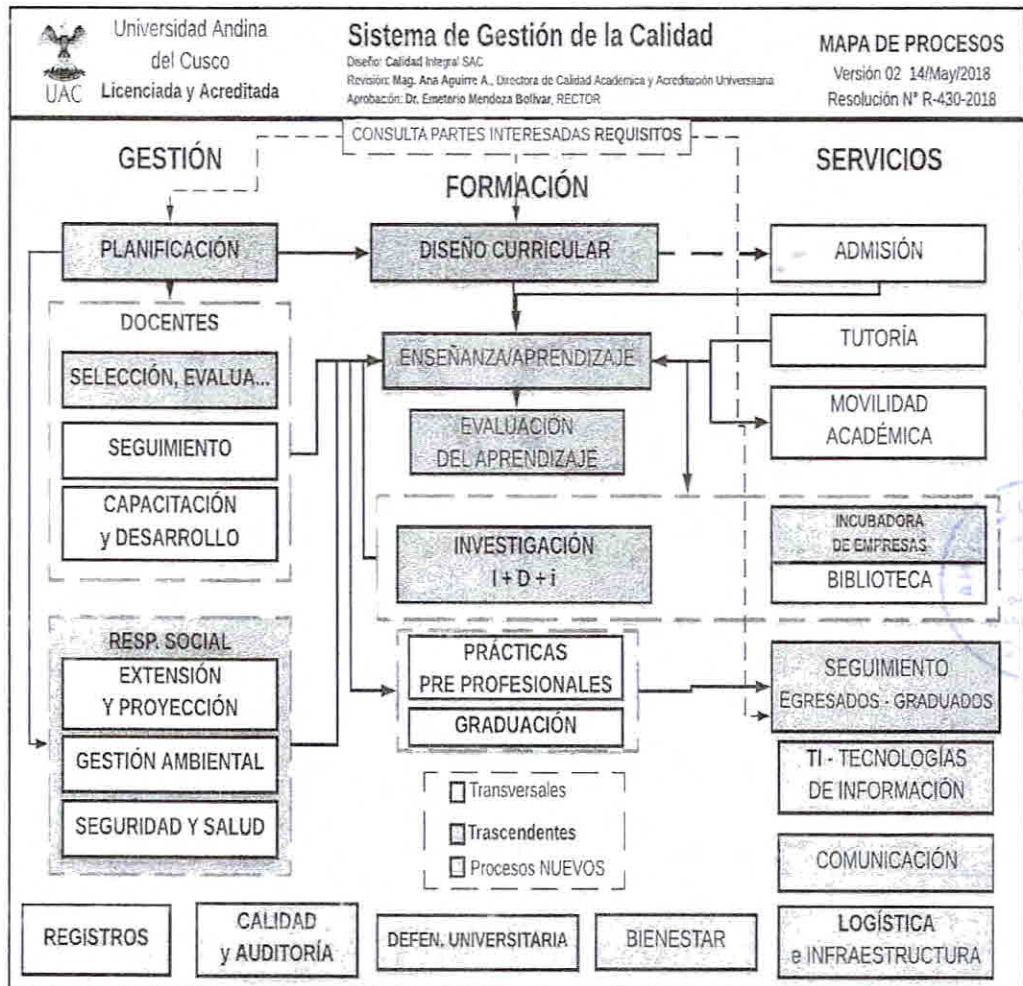 Universidad Andina
del Cusco
Licenciada y Acreditada
UAC
Sistema de Gestión de la Calidad
Diseño: Calidad Integral SAC
Revisión: Mag. Ana Aguirre A., Directora de Calidad Académica y Acreditación Universitaria
Aprobación: Dr. Emeterio Mendoza Bolívar, RECTOR
MAPA DE PROCESOS
Versión 02 14/May/2018
Resolución N° R-430-2018
CONSULTA PARTES INTERESADAS REQUISITOS
GESTIÓN
FORMACIÓN
SERVICIOS
PLANIFICACIÓN
DISEÑO CURRICULAR
ADMISIÓN
DOCENTES
SELECCIÓN, EVALUA...
SEGUIMIENTO
CAPACITACIÓN
y DESARROLLO
ENSEÑANZA/APRENDIZAJE
EVALUACIÓN
DEL APRENDIZAJE
TUTORÍA
MOVILIDAD
ACADÉMICA
INVESTIGACIÓN
I + D + i
INCUBADORA
DE EMPRESAS
BIBLIOTECA
RESP. SOCIAL
EXTENSIÓN
Y PROYECCIÓN
GESTIÓN AMBIENTAL
SEGURIDAD Y SALUD
PRÁCTICAS
PRE PROFESIONALES
GRADUACIÓN
SEGUIMIENTO
EGRESADOS - GRADUADOS
TI - TECNOLOGÍAS
DE INFORMACIÓN
COMUNICACIÓN
Transversales
Trascendentes
Procesos NUEVOS
REGISTROS
CALIDAD
y AUDITORÍA
DEFEN. UNIVERSITARIA
BIENESTAR
LOGÍSTICA
e INFRAESTRUCTURA